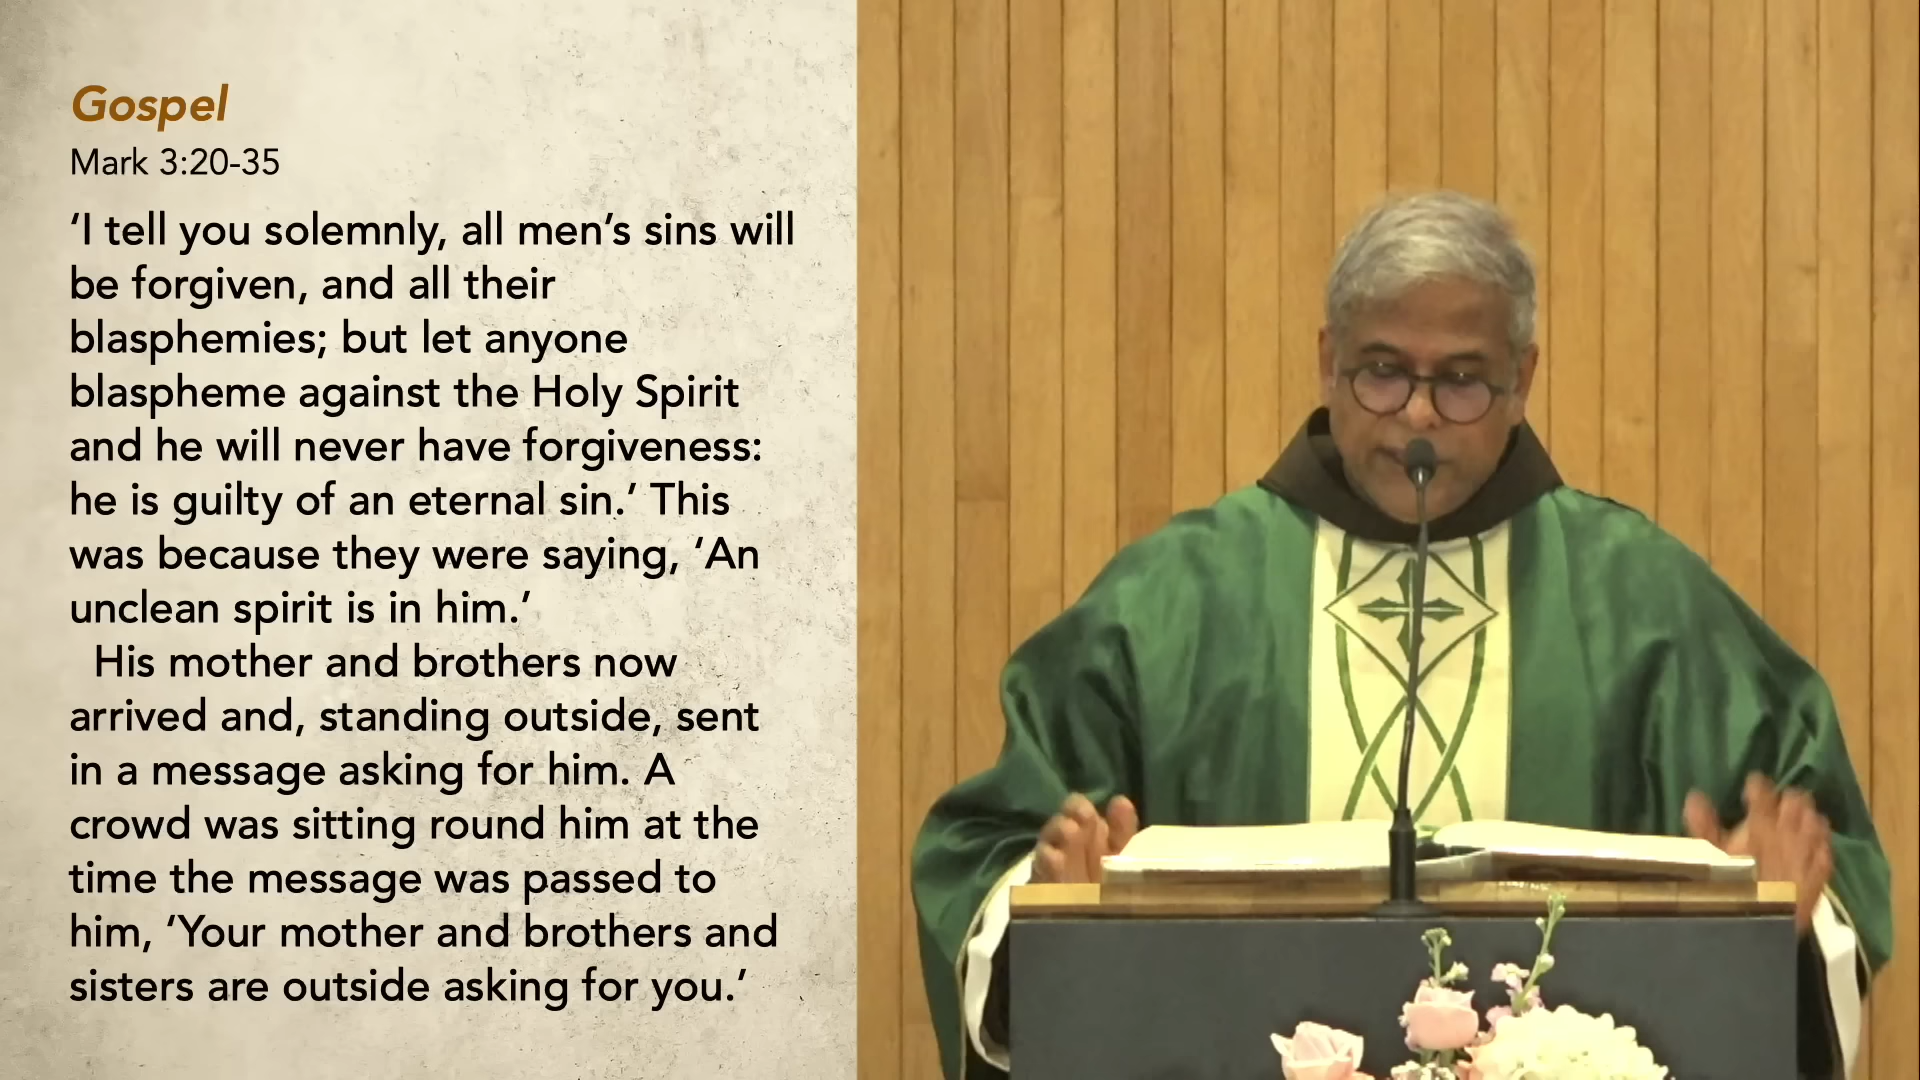 Gospel
Mark 3:20-35
‘I tell you solemnly, all men’s sins will
be forgiven, and all their
blasphemies; but let anyone
blaspheme against the Holy Spirit
and he will never have forgiveness:
he is guilty of an eternal sin.’ This
was because they were saying, ‘An
unclean spirit is in him.’
His mother and brothers now
arrived and, standing outside, sent
in a message asking for him. A
crowd was sitting round him at the
time the message was passed to
him, ‘Your mother and brothers and
sisters are outside asking for you.’